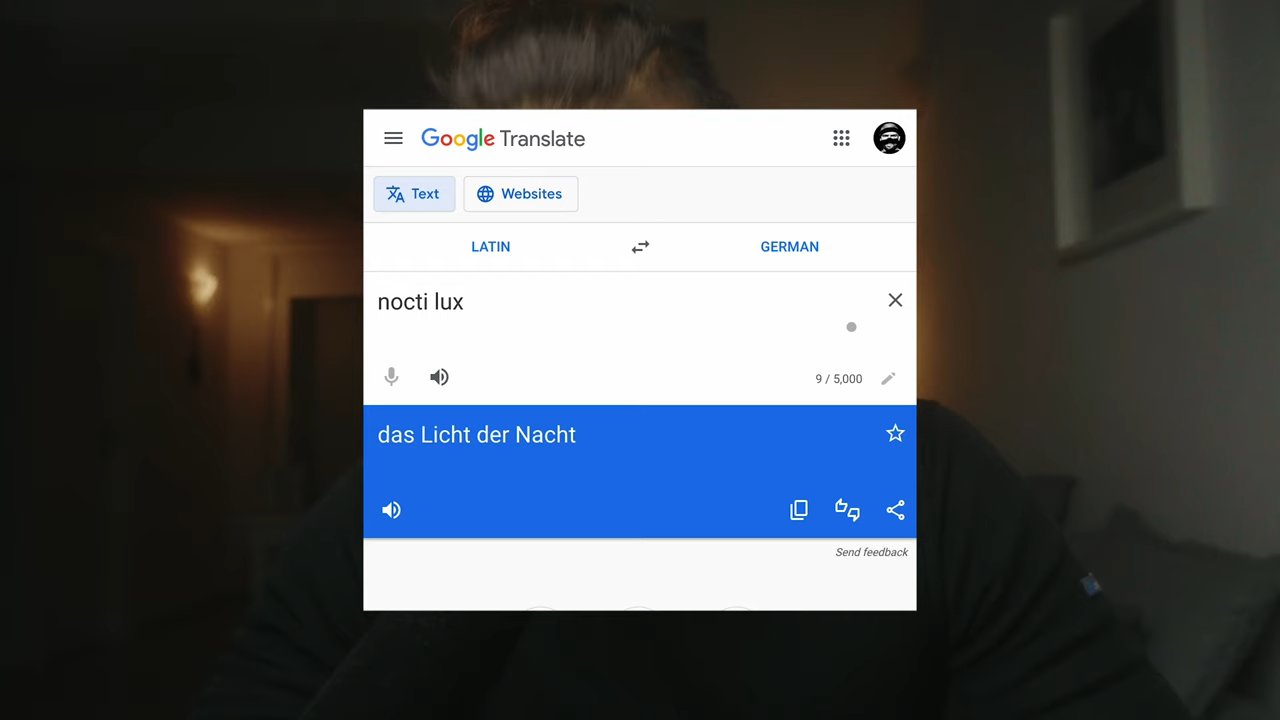 Google Translate
Text Websites
LATIN GERMAN
nocti lux
9 / 5,000
das Licht der Nacht
Send feedback